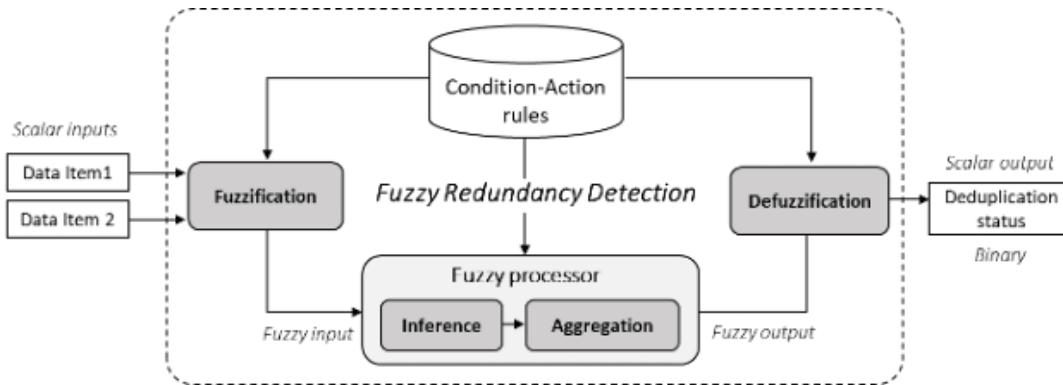 Condition-Action
rules
Scalar inputs
Data Item1
Data Item 2
Fuzzification
Fuzzy Redundancy Detection
Defuzzification
Scalar output
Deduplication
status
Binary
Fuzzy processor
Inference
Aggregation
Fuzzy input
Fuzzy output